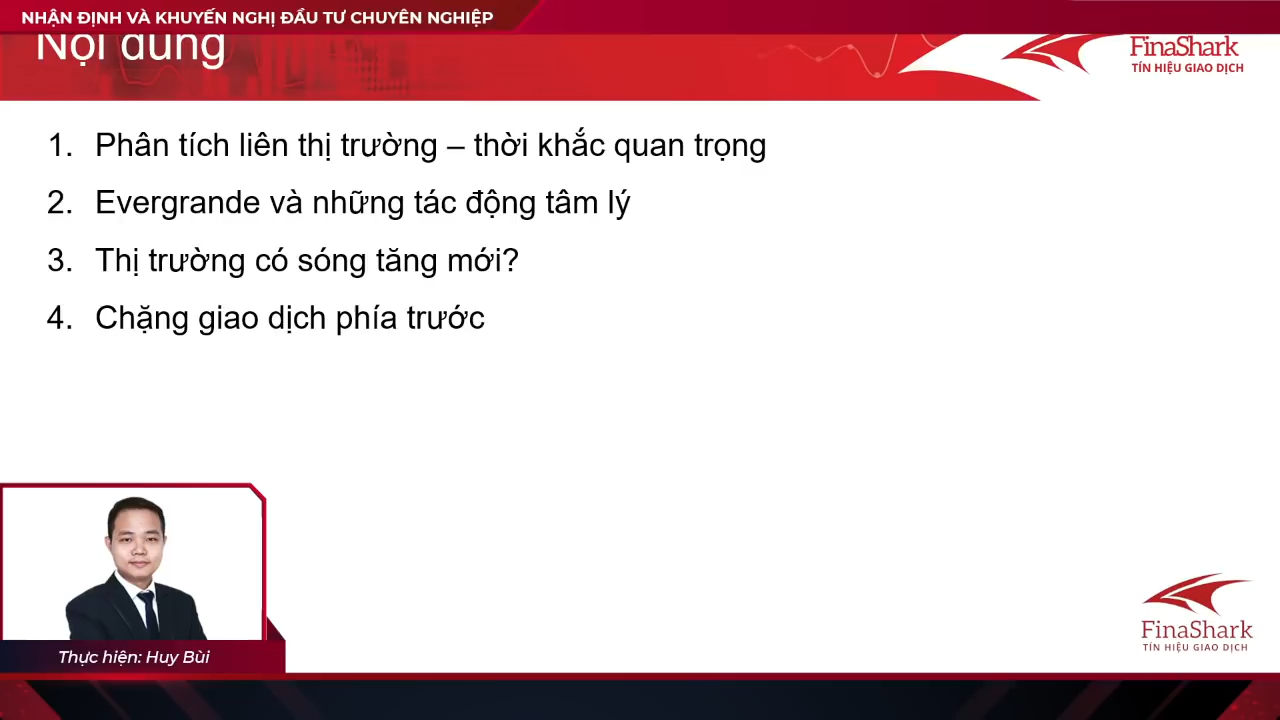 NHẬN ĐỊNH VÀ KHUYẾN NGHỊ ĐẦU TƯ CHUYÊN NGHIỆP
Nội dung
FinaShark
TÍN HIỆU GIAO DỊCH
1. Phân tích liên thị trường – thời khắc quan trọng
2. Evergrande và những tác động tâm lý
3. Thị trường có sóng tăng mới?
4. Chặng giao dịch phía trước
FinaShark
TÍN HIỆU GIAO DỊCH
Thực hiện: Huy Bùi